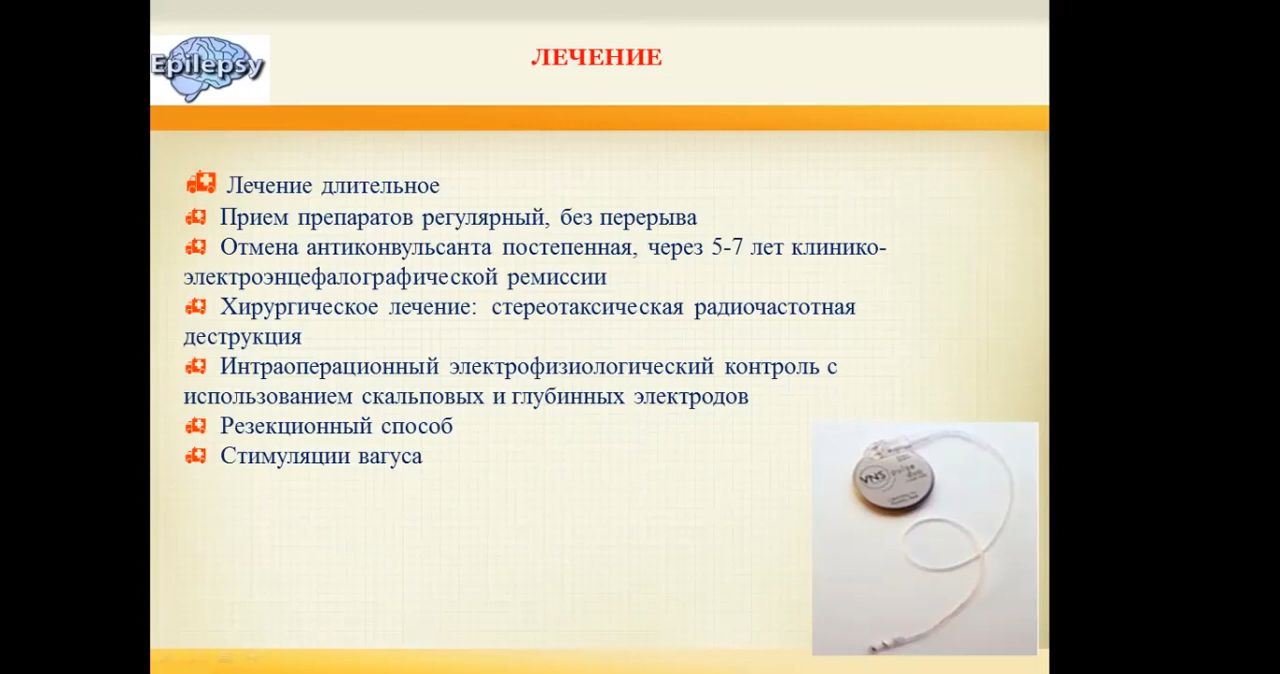 Epilepsy
ЛЕЧЕНИЕ
Лечение длительное
Прием препаратов регулярный, без перерыва
Отмена антиконвульсанта постепенная, через 5-7 лет клинико-
электроэнцефалографической ремиссии
Хирургическое лечение: стереотаксическая радиочастотная
деструкция
Интраоперационный электрофизиологический контроль с
использованием скальповых и глубинных электродов
Резекционный способ
Стимуляции вагуса
VNS pulse